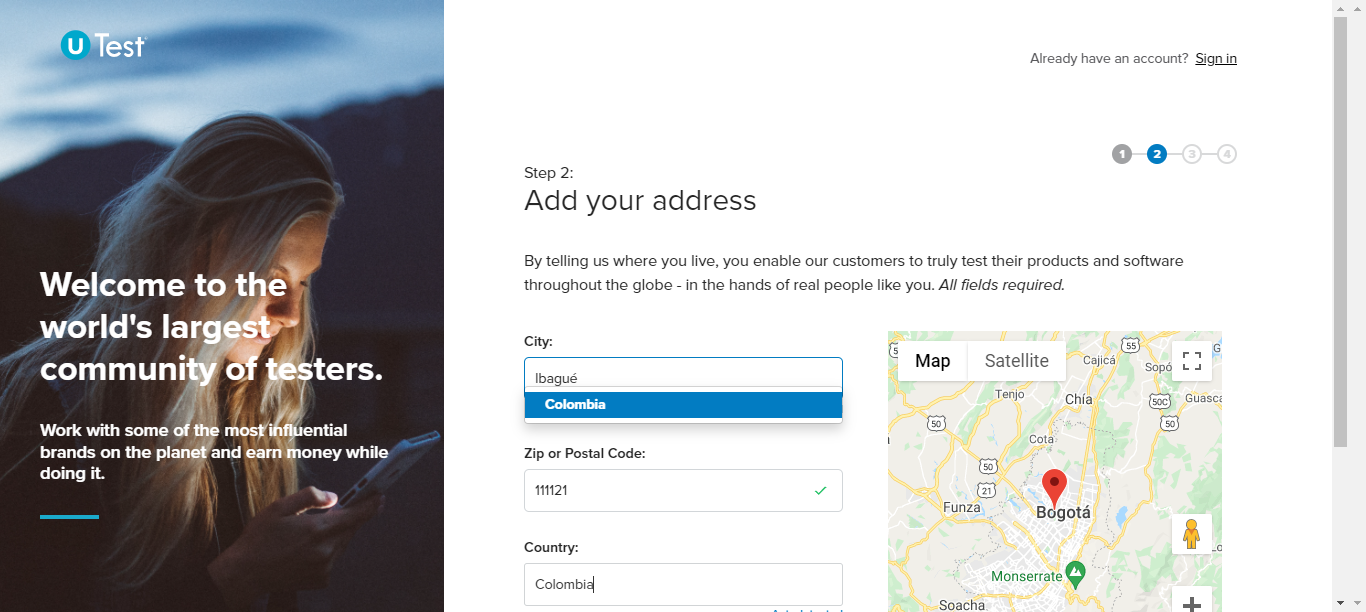 U Test
Already have an account? Sign in
1 2 3 4
Step 2:
Add your address
Welcome to the
world's largest
community of testers.
Work with some of the most influential
brands on the planet and earn money while
doing it.
By telling us where you live, you enable our customers to truly test their products and software
throughout the globe - in the hands of real people like you. All fields required.
City:
Ibagué
Colombia
Zip or Postal Code:
111121
Country:
Colombia
Map
Satellite
55
Cajicá
Sopó
Tenjo
Chía
50C
Guasca
50
50
Cota
50
21
Funza
Bogotá
Monserrate
Soacha